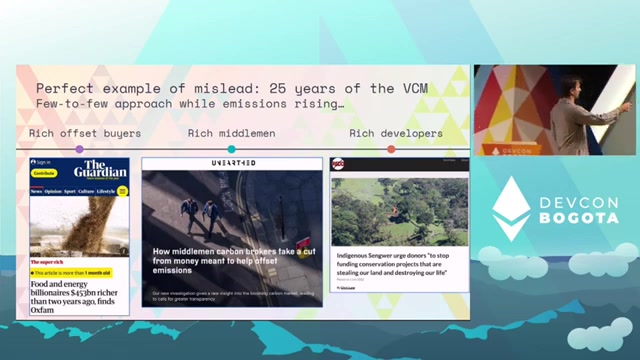 Perfect example of mislead: 25 years of the VCM
Few-to-few approach while emissions rising…
Rich offset buyers
Rich middlemen
Rich developers
Sign in
Contribute
The
Guardian
News Opinion Sport Culture Lifestyle
The super-rich
This article is more than 1 month old
Food and energy
billionaires $453bn richer
than two years ago, finds
Oxfam
UNEARTHED
How middlemen carbon brokers take a cut
from money meant to help offset
emissions
Our new investigation gives a new insight into the booming carbon market, leading
to calls for greater transparency
Indigenous Sengwer urge donors "to stop
funding conservation projects that are
stealing our land and destroying our life"
DEVCON
BOGOTA